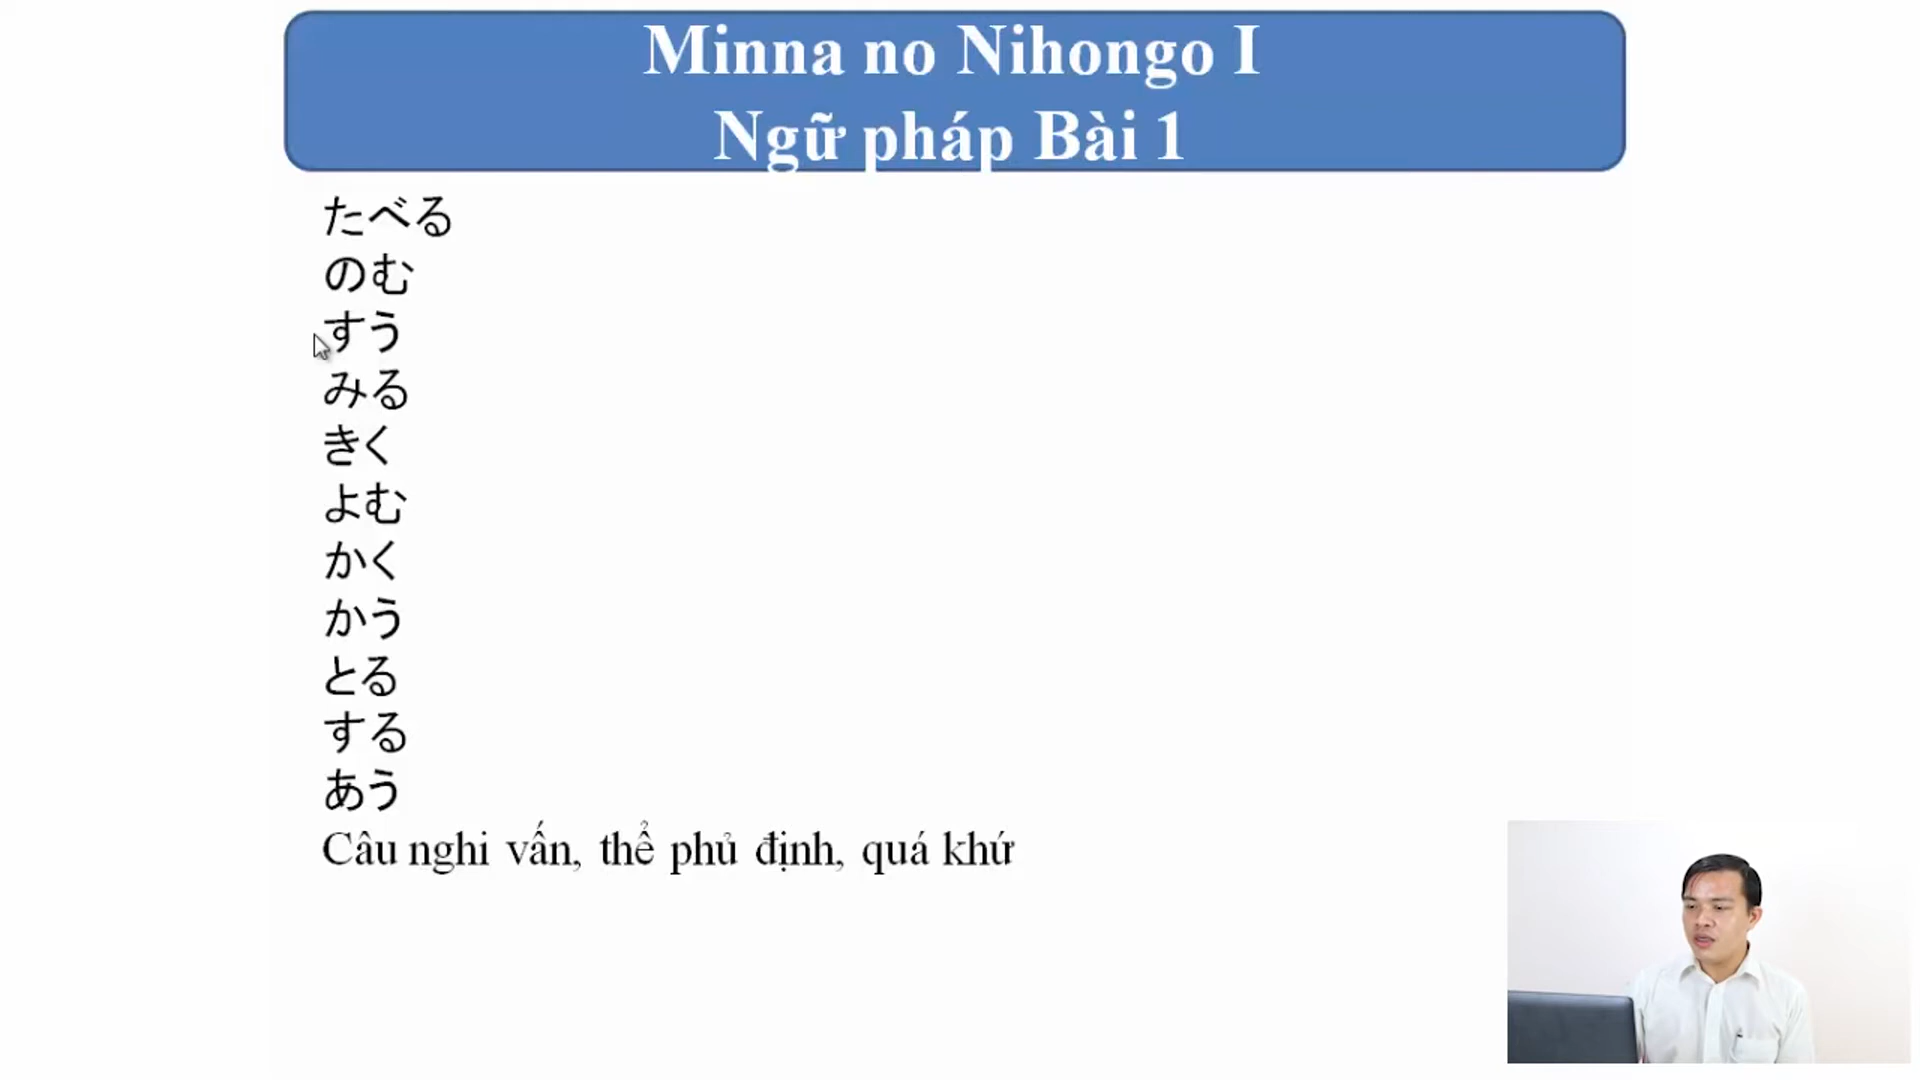 Minna no Nihongo I
Ngữ pháp Bài 1
たべる
のむ
すう
みる
きく
よむ
かく
かう
とる
する
あう
Câu nghi vấn, thể phủ định, quá khứ